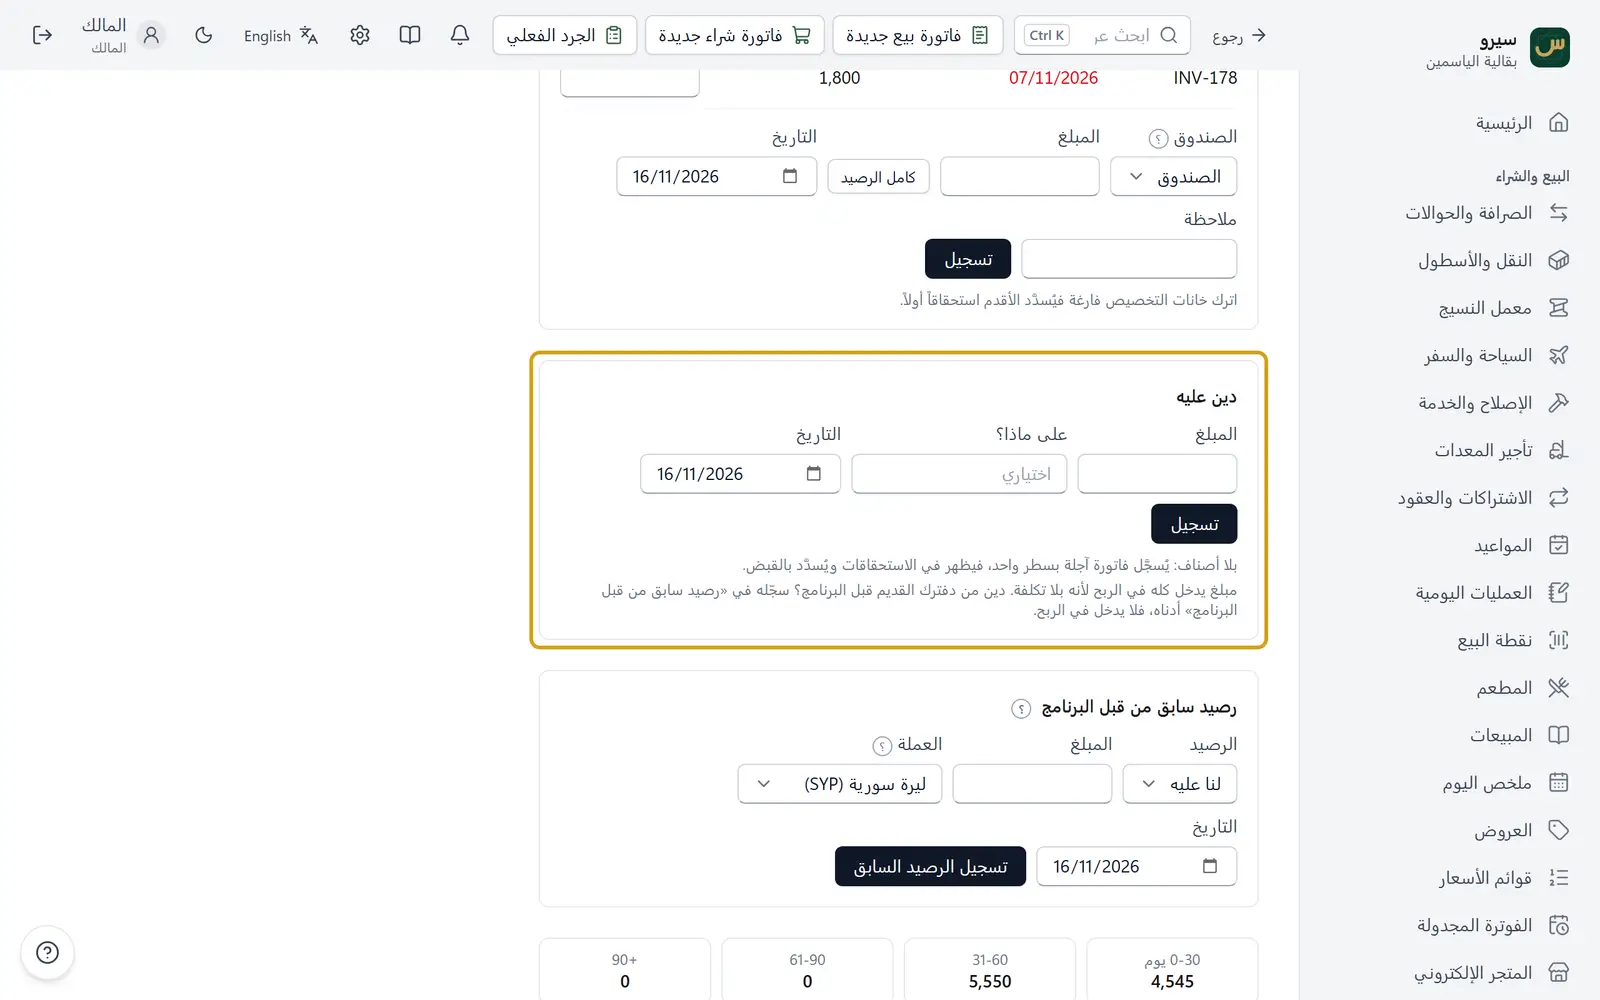 سيرو
بقالية الياسمين
رجوع
ابحث عن
Ctrl K
فاتورة بيع جديدة
فاتورة شراء جديدة
الجرد الفعلي
English
المالك
المالك
الرئيسية
البيع والشراء
الصرافة والحوالات
النقل والأسطول
معمل النسيج
السياحة والسفر
الإصلاح والخدمة
تأجير المعدات
الاشتراكات والعقود
المواعيد
العمليات اليومية
نقطة البيع
المطعم
المبيعات
ملخص اليوم
العروض
قوائم الأسعار
الفوترة المجدولة
المتجر الإلكتروني
INV-178 07/11/2026 1,800
الصندوق ؟ المبلغ التاريخ
الصندوق كامل الرصيد 16/11/2026
ملاحظة
تسجيل
اترك خانات التخصيص فارغة فيُسدَّد الأقدم استحقاقاً أولاً.
دين عليه
المبلغ على ماذا؟ التاريخ
اختياري 16/11/2026
تسجيل
بلا أصناف: يُسجَّل فاتورة آجلة بسطر واحد، فيظهر في الاستحقاقات ويُسدَّد بالقبض.
مبلغ يدخل كله في الربح لأنه بلا تكلفة. دين من دفترك القديم قبل البرنامج؟ سجّله في «رصيد سابق من قبل
البرنامج» أدناه، فلا يدخل في الربح.
رصيد سابق من قبل البرنامج ؟
الرصيد المبلغ العملة ؟
لنا عليه ليرة سورية (SYP)
التاريخ
16/11/2026 تسجيل الرصيد السابق
0-30 يوم 31-60 61-90 90+
4,545 5,550 0 0